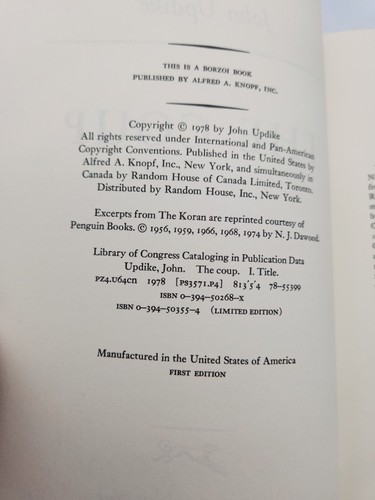 John Updike
THIS IS A BORZOI BOOK
PUBLISHED BY ALFRED A. KNOPF, INC.
Copyright © 1978 by John Updike
All rights reserved under International and Pan-American
Copyright Conventions. Published in the United States by
Alfred A. Knopf, Inc., New York, and simultaneously in
Canada by Random House of Canada Limited, Toronto.
Distributed by Random House, Inc., New York.
Excerpts from The Koran are reprinted courtesy of
Penguin Books. © 1956, 1959, 1966, 1968, 1974 by N. J. Dawood.
Library of Congress Cataloging in Publication Data
Updike, John. The coup. I. Title.
PZ4.U64CN 1978 [PS3571.P4] 813'5'4 78-55399
ISBN 0-394-50268-X
ISBN 0-394-50355-4 (LIMITED EDITION)
Manufactured in the United States of America
FIRST EDITION